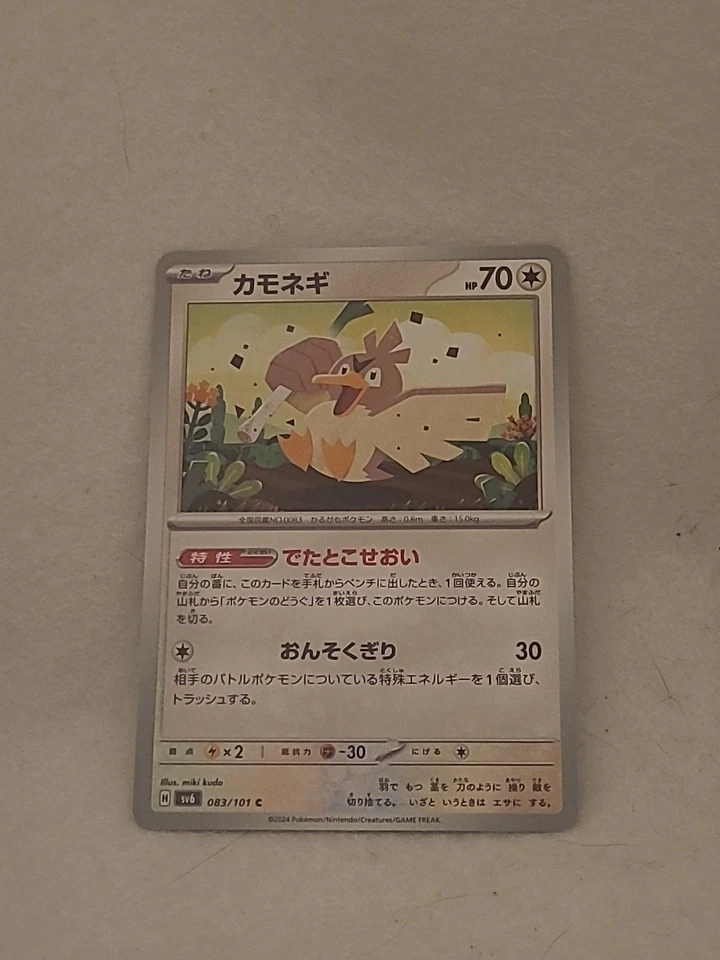 たね カモネギ HP 70
全国図鑑NO.0083 かるがもポケモン 高さ:0.8m 重さ:15.0kg
特性 とくせい でたとこせおい
自分の番に、このカードを手札からベンチに出したとき、1回使える。自分の
山札から「ポケモンのどうぐ」を1枚選び、このポケモンにつける。そして山札
を切る。
おんそくぎり 30
相手のバトルポケモンについている特殊エネルギーを1個選び、
トラッシュする。
弱点 ×2 抵抗力 -30 にげる
Illus. miki kudo
羽で もつ 茎を 刀のように 操り 敵を
H sv6 083/101 C
切り捨てる。いざと いうときは エサに する。
©2024 Pokémon/Nintendo/Creatures/GAME FREAK.